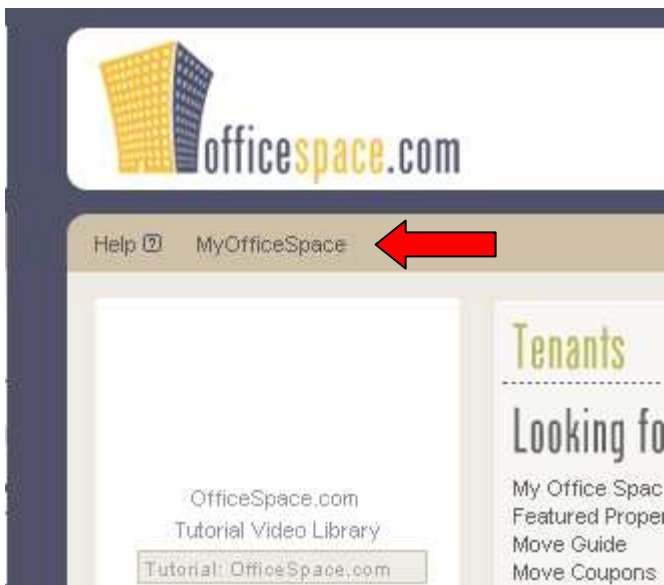 officespace.com
Help ? MyOfficeSpace
OfficeSpace.com
Tutorial Video Library
Tutorial: OfficeSpace.com
Tenants
Looking fo
My Office Spac
Featured Proper
Move Guide
Move Coupons